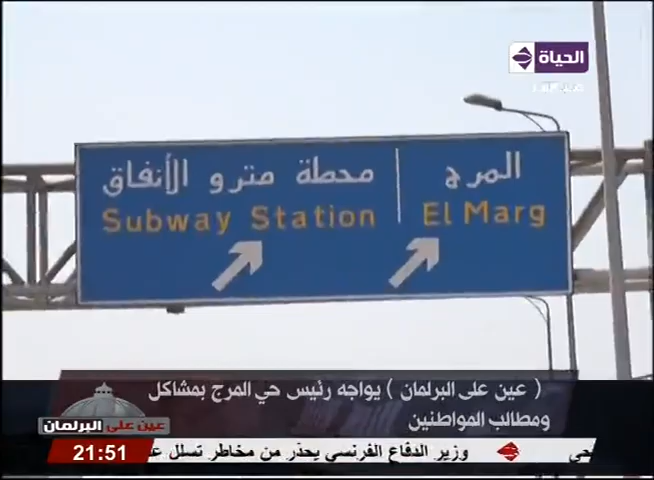 الحياة
محطة مترو الأنفاق
Subway Station
المرج
El Marg
( عين على البرلمان ) يواجه رئيس حي المرج بمشاكل
ومطالب المواطنين
عين على البرلمان
21:51
وزير الدفاع الفرنسي يحذر من مخاطر تسلل